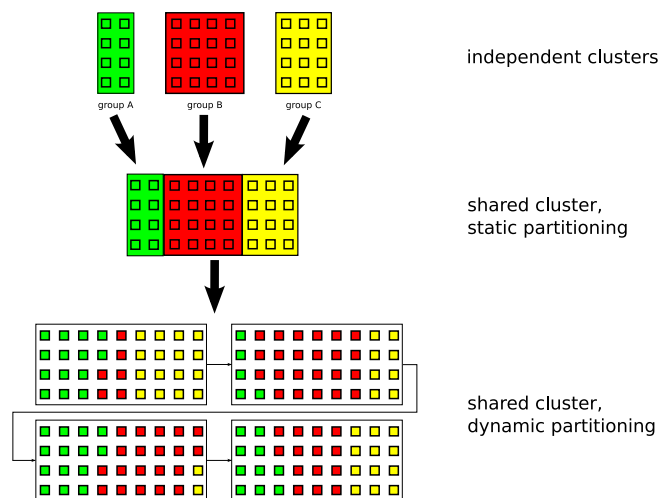 independent clusters
group A
group B
group C
shared cluster,
static partitioning
shared cluster,
dynamic partitioning